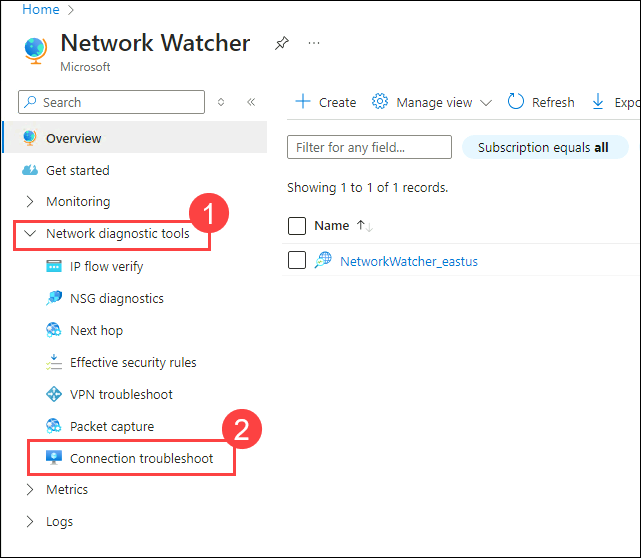 Home >
Network Watcher
...
Microsoft
Search
«
Create
Manage view
Refresh
Expo
Overview
Get started
Monitoring
Network diagnostic tools
1
IP flow verify
NSG diagnostics
Next hop
Effective security rules
VPN troubleshoot
Packet capture
2
Connection troubleshoot
Metrics
Logs
Filter for any field...
Subscription equals all
Showing 1 to 1 of 1 records.
Name ↑↓
NetworkWatcher_eastus